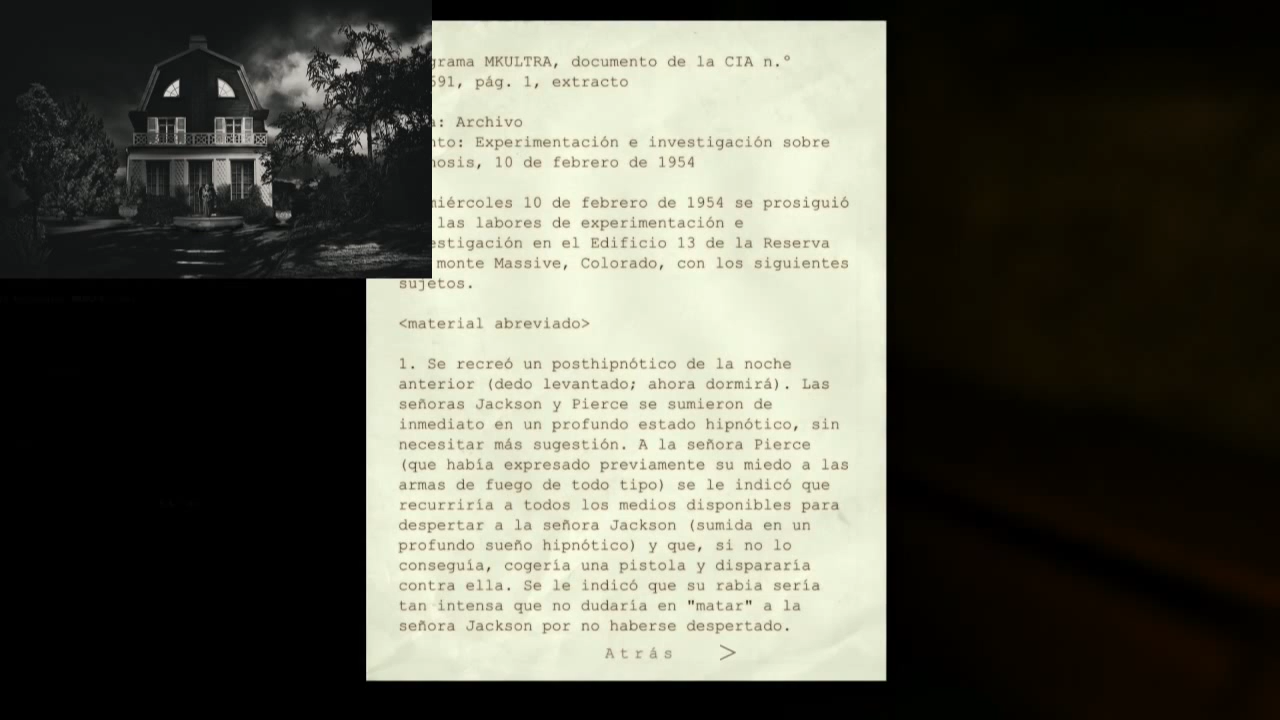 grama MKULTRA, documento de la CIA n.º
591, pág. 1, extracto
: Archivo
nto: Experimentación e investigación sobre
nosis, 10 de febrero de 1954
miércoles 10 de febrero de 1954 se prosiguió
las labores de experimentación e
estigación en el Edificio 13 de la Reserva
monte Massive, Colorado, con los siguientes
sujetos.
<material abreviado>
1. Se recreó un posthipnótico de la noche
anterior (dedo levantado; ahora dormirá). Las
señoras Jackson y Pierce se sumieron de
inmediato en un profundo estado hipnótico, sin
necesitar más sugestión. A la señora Pierce
(que había expresado previamente su miedo a las
armas de fuego de todo tipo) se le indicó que
recurriría a todos los medios disponibles para
despertar a la señora Jackson (sumida en un
profundo sueño hipnótico) y que, si no lo
conseguía, cogería una pistola y dispararía
contra ella. Se le indicó que su rabia sería
tan intensa que no dudaría en "matar" a la
señora Jackson por no haberse despertado.
Atrás >